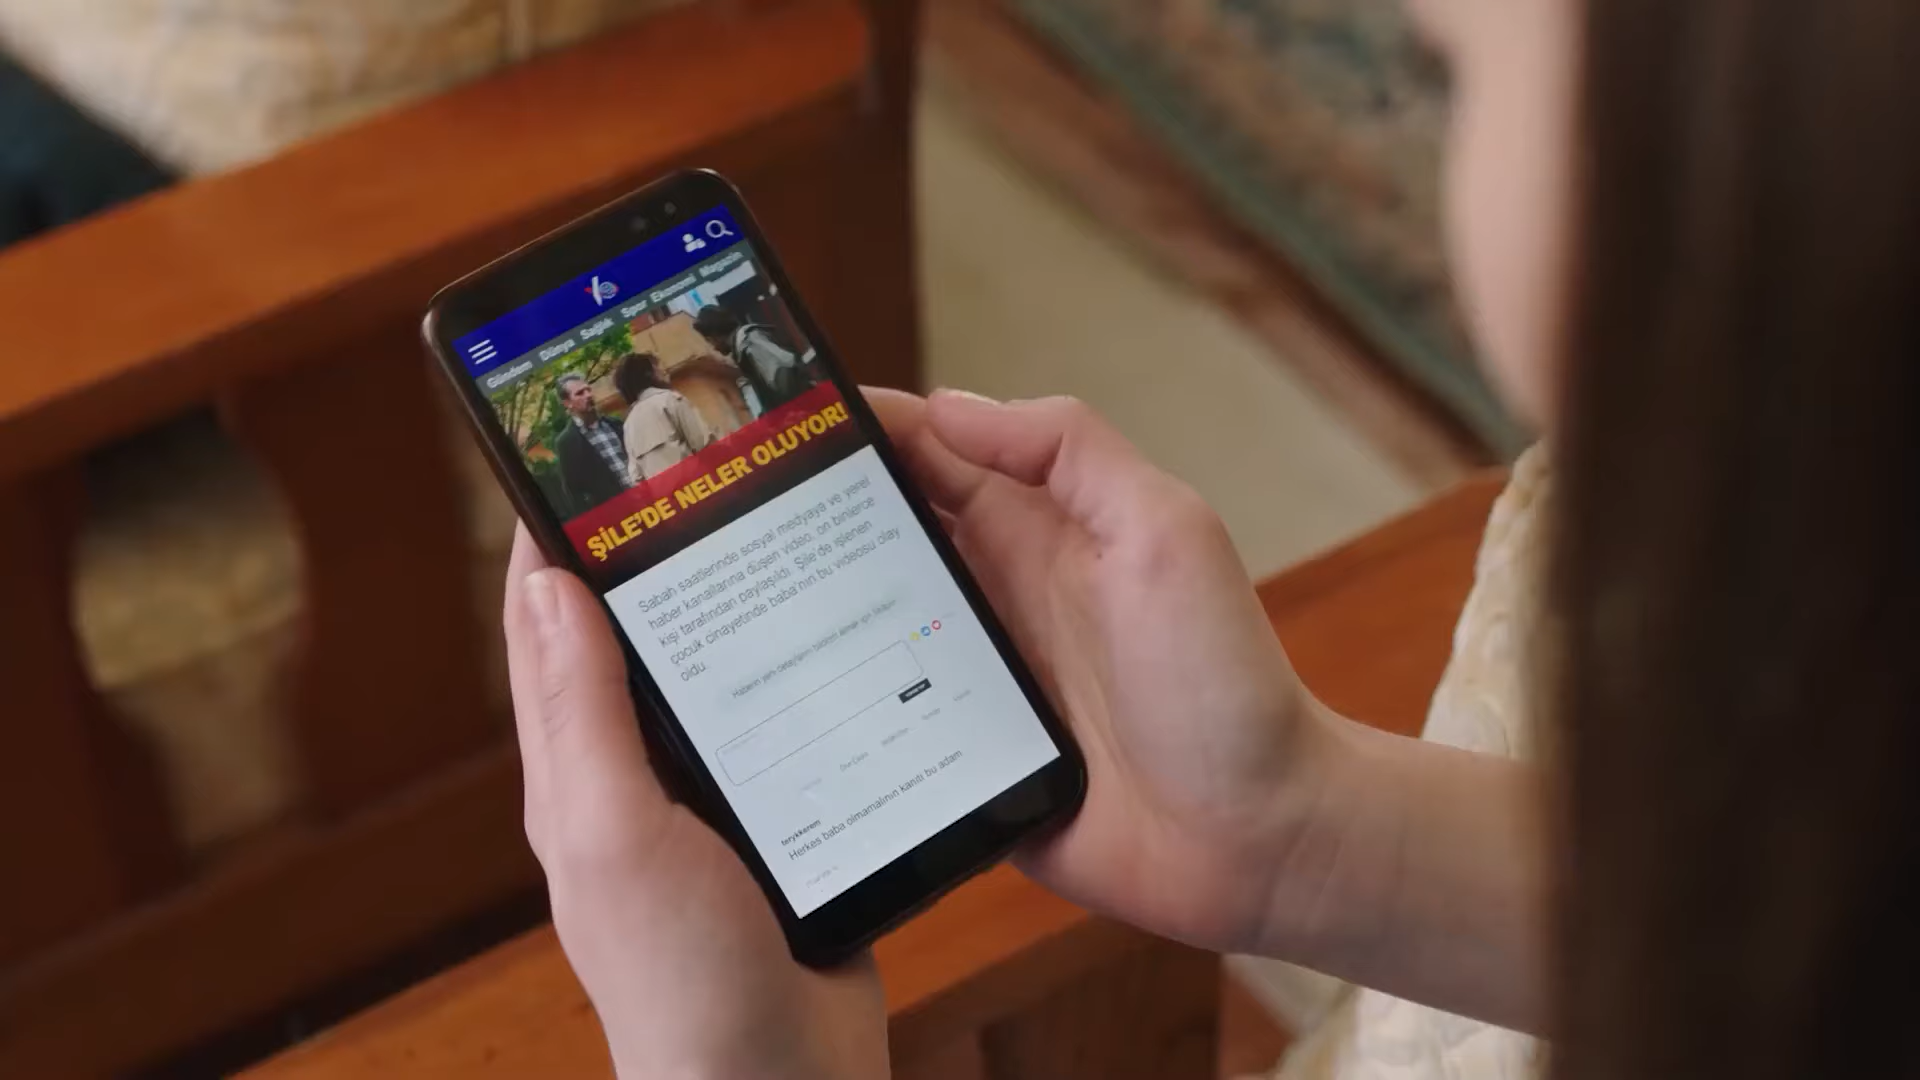 Gündem Dünya Sağlık Spor Ekonomi Magazin
ŞİLE'DE NELER OLUYOR!
Sabah saatlerinde sosyal medyaya ve yerel
haber kanallarına düşen video, on binlerce
kişi tarafından paylaşıldı. Şile'de işlenen
çocuk cinayetinde baba'nın bu videosu olay
oldu.
terykkerem
Herkes baba olmamalının kanıtı bu adam